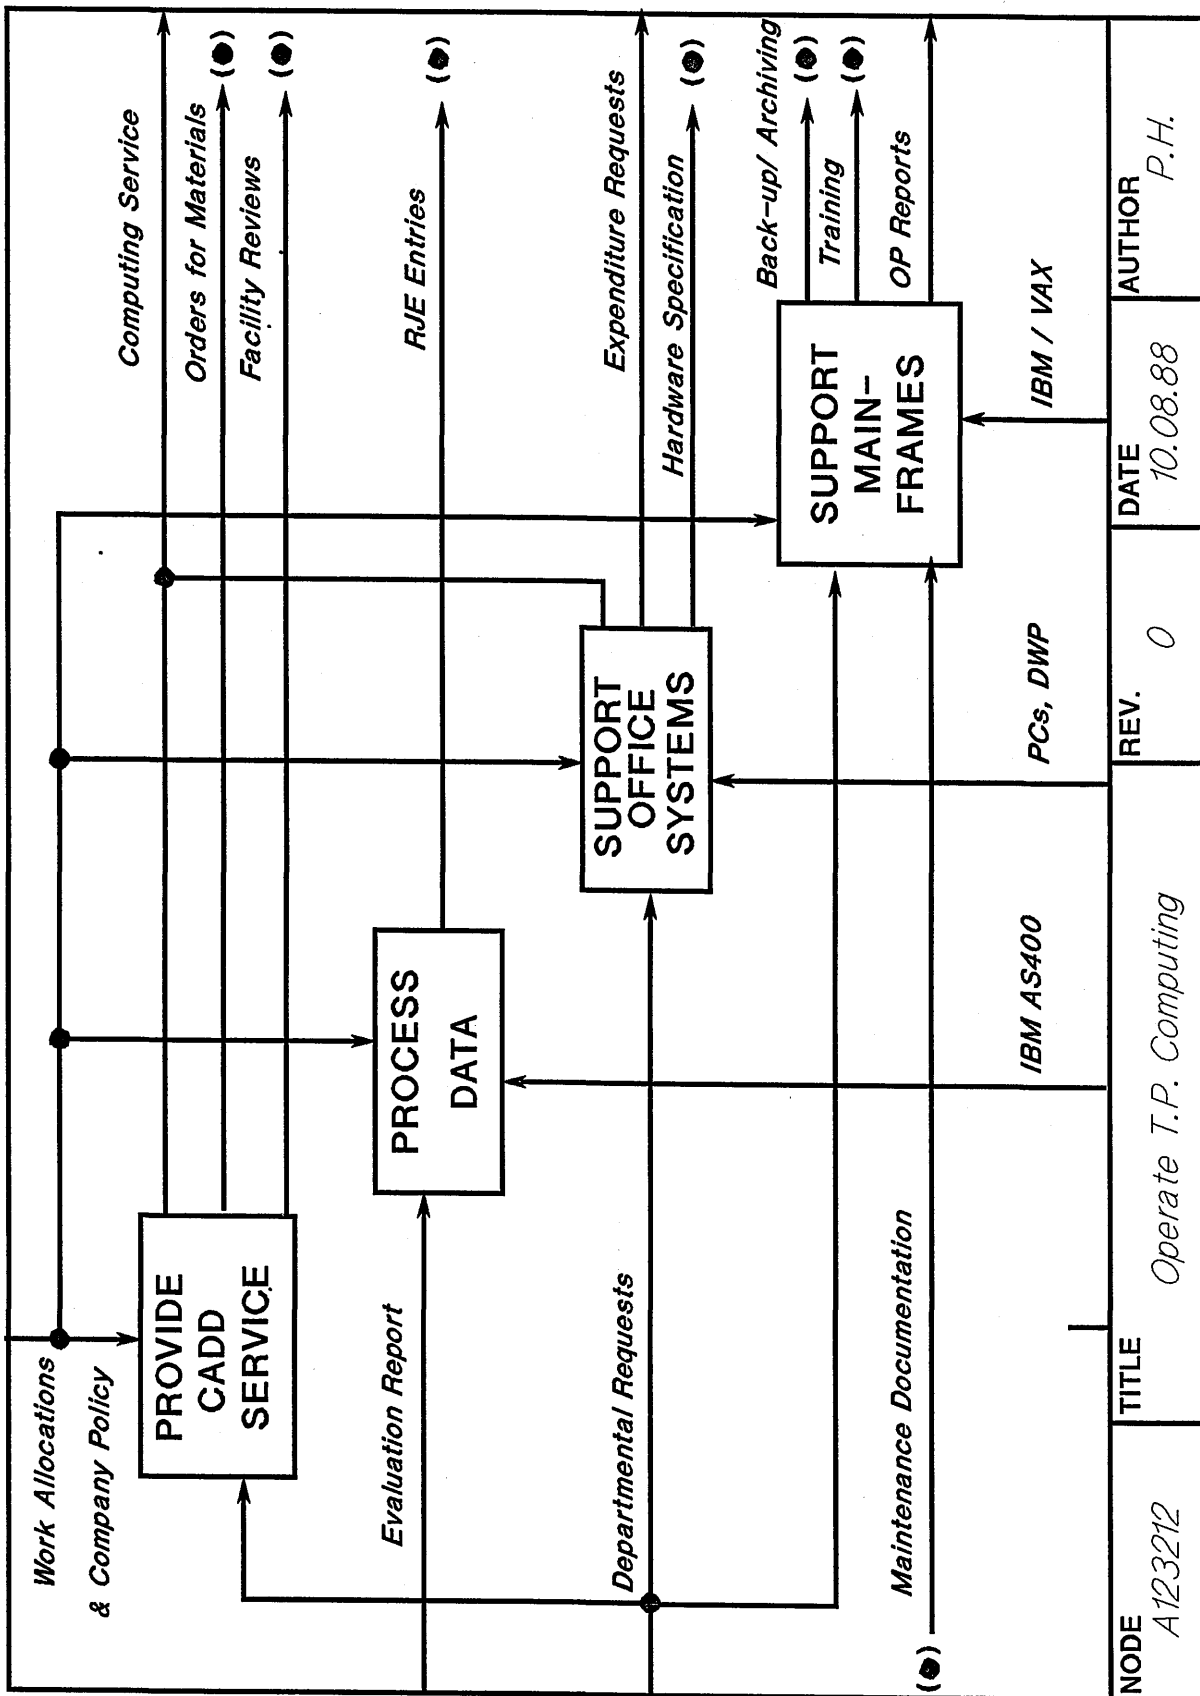 Work Allocations
& Company Policy
PROVIDE
CADD
SERVICE
Computing Service
Orders for Materials
Facility Reviews
Evaluation Report
PROCESS
DATA
RJE Entries
Departmental Requests
SUPPORT
OFFICE
SYSTEMS
Expenditure Requests
Hardware Specification
Maintenance Documentation
SUPPORT
MAIN-
FRAMES
Back-up/ Archiving
Training
OP Reports
IBM AS400
PCs, DWP
IBM / VAX
NODE
A123212
TITLE
Operate T.P. Computing
REV.
0
DATE
10.08.88
AUTHOR
P.H.